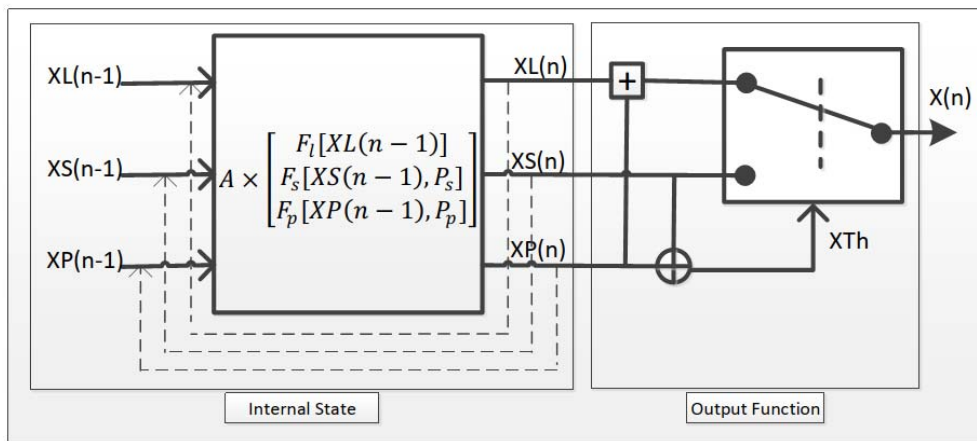 XL(n-1)
XS(n-1)
XP(n-1)
A ×
F_l[XL(n − 1)]
F_s[XS(n − 1), P_s]
F_p[XP(n − 1), P_p]
XL(n)
XS(n)
XP(n)
+
X(n)
XTh
Internal State
Output Function